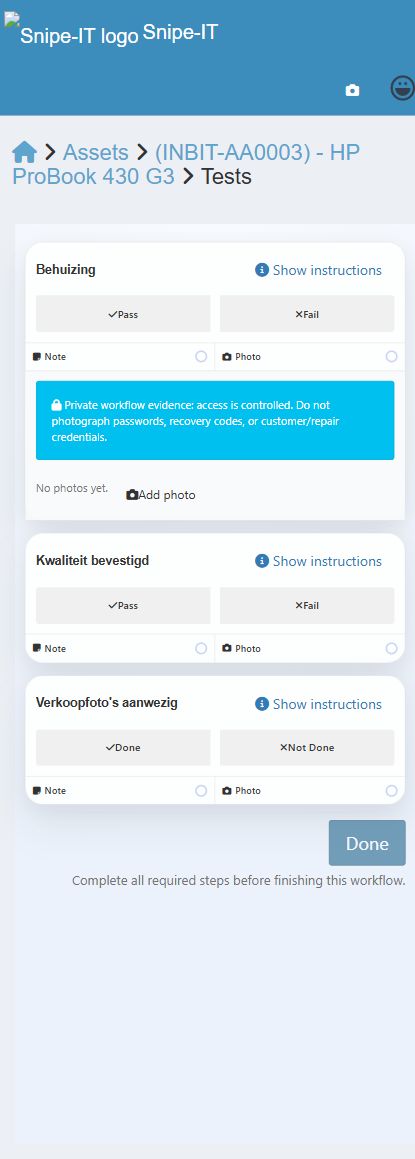 Snipe-IT logo Snipe-IT
Assets (INBIT-AA0003) - HP
ProBook 430 G3 Tests
Behuizing Show instructions
Pass Fail
Note Photo
Private workflow evidence: access is controlled. Do not
photograph passwords, recovery codes, or customer/repair
credentials.
No photos yet. Add photo
Kwaliteit bevestigd Show instructions
Pass Fail
Note Photo
Verkoopfoto's aanwezig Show instructions
Done Not Done
Note Photo
Done
Complete all required steps before finishing this workflow.